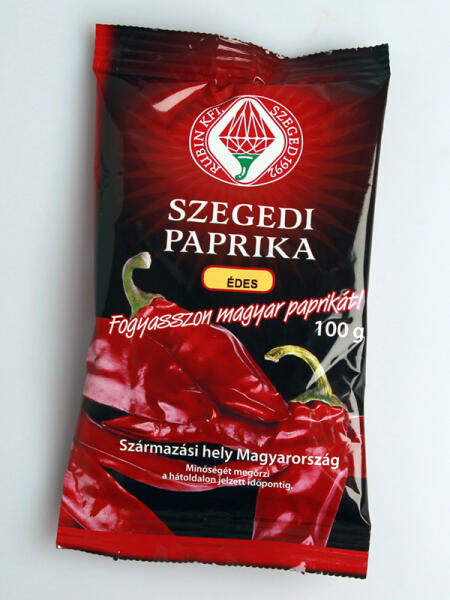 RUBIN KFT. SZEGED 1992
SZEGEDI
PAPRIKA
ÉDES
Fogyasszon magyar paprikát!
100 g
Származási hely Magyarország
Minőségét megőrzi
a hátoldalon jelzett időpontig.